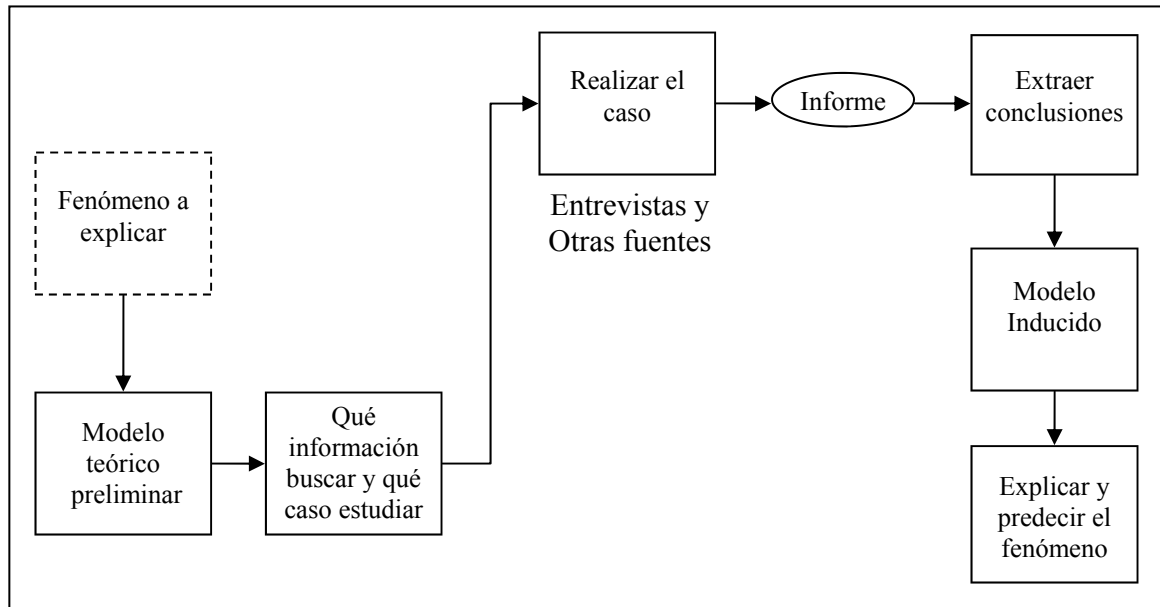 Fenómeno a
explicar
Modelo
teórico
preliminar
Qué
información
buscar y qué
caso estudiar
Realizar el
caso
Entrevistas y
Otras fuentes
Informe
Extraer
conclusiones
Modelo
Inducido
Explicar y
predecir el
fenómeno